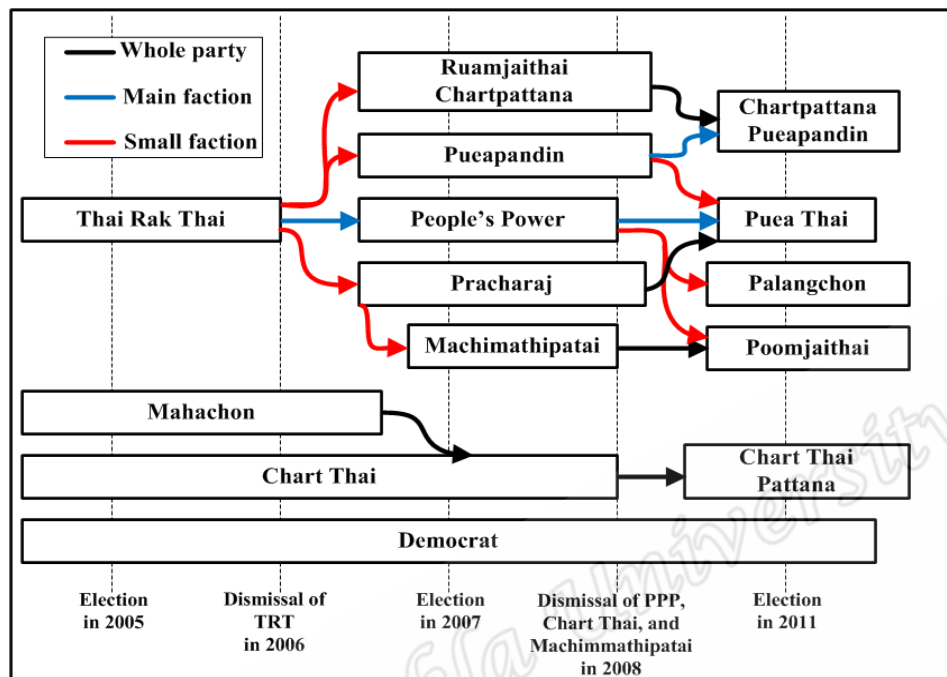 Whole party
Main faction
Small faction
Ruamjaithai
Chartpattana
Chartpattana
Pueapandin
Pueapandin
Thai Rak Thai
People's Power
Puea Thai
Pracharaj
Palangchon
Machimathipatai
Poomjaithai
Mahachon
Chart Thai
Chart Thai
Pattana
Democrat
Election
in 2005
Dismissal of
TRT
in 2006
Election
in 2007
Dismissal of PPP,
Chart Thai, and
Machimmathipatai
in 2008
Election
in 2011
University